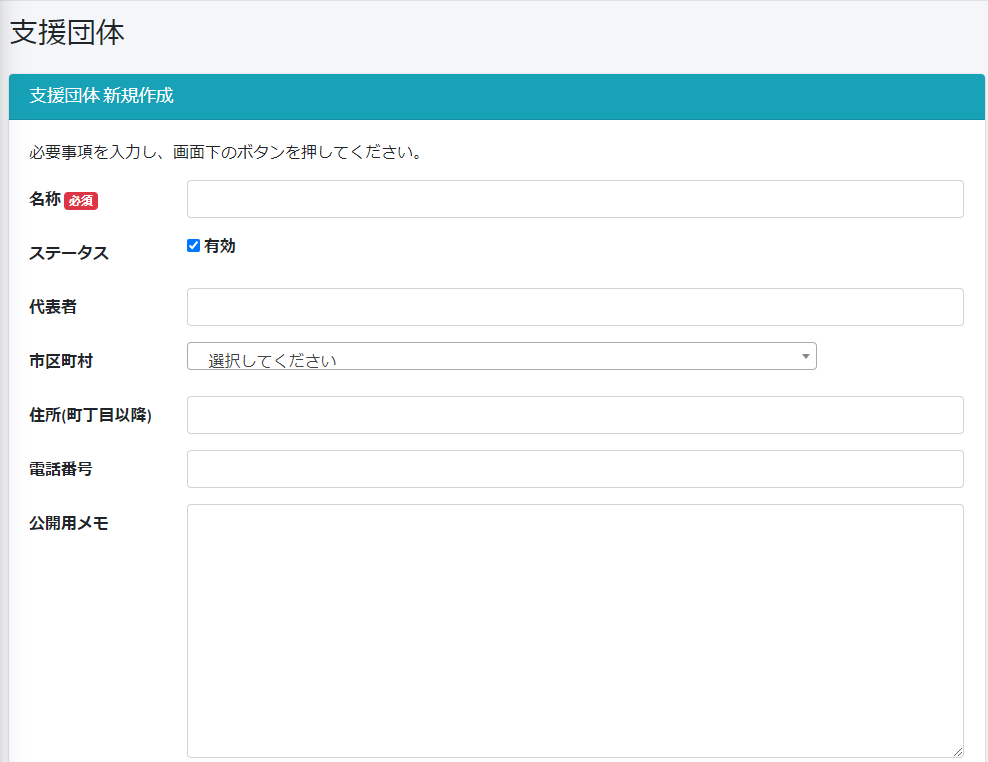 支援団体
支援団体 新規作成
必要事項を入力し、画面下のボタンを押してください。
名称 必須
ステータス 有効
代表者
市区町村 選択してください
住所(町丁目以降)
電話番号
公開用メモ